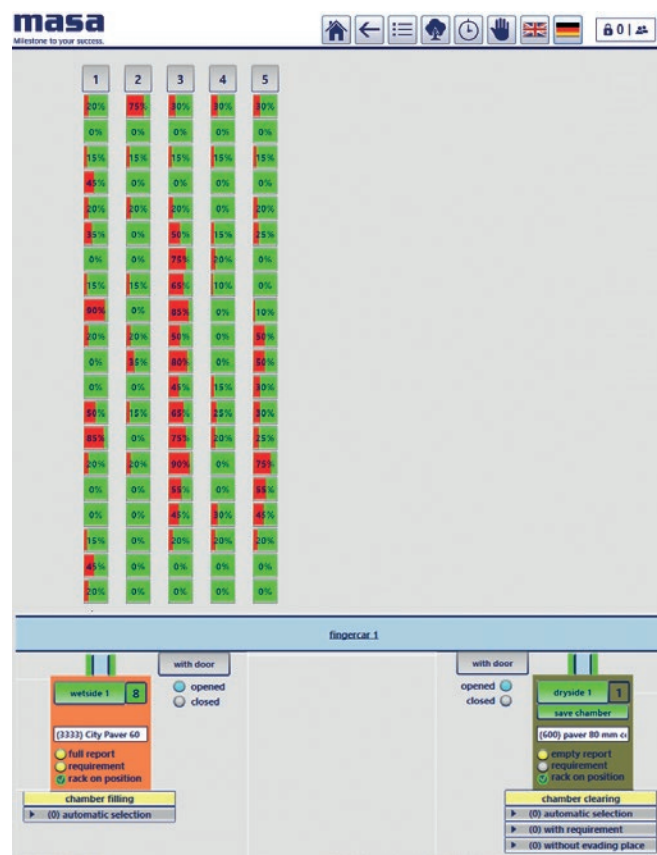 masa
Milestone to your success.
0 |
1 2 3 4 5
20% 75% 30% 30% 30%
0% 0% 0% 0% 0%
15% 15% 15% 15% 15%
45% 0% 0% 0% 0%
20% 20% 20% 0% 20%
35% 0% 50% 15% 25%
0% 0% 75% 20% 0%
15% 15% 65% 10% 0%
90% 0% 85% 0% 10%
20% 20% 50% 0% 50%
0% 35% 80% 0% 50%
0% 0% 45% 15% 30%
50% 15% 65% 25% 30%
85% 0% 75% 20% 25%
20% 20% 90% 0% 75%
0% 0% 55% 0% 55%
0% 0% 45% 30% 45%
15% 0% 20% 20% 20%
45% 0% 0% 0% 0%
20% 0% 0% 0% 0%
fingercar 1
with door
opened
closed
wetside 1 8
(3333) City Paver 60
full report
requirement
rack on position
chamber filling
(0) automatic selection
with door
opened
closed
dryside 1 1
save chamber
(600) paver 80 mm
empty report
requirement
rack on position
chamber clearing
(0) automatic selection
(0) with requirement
(0) without evading place